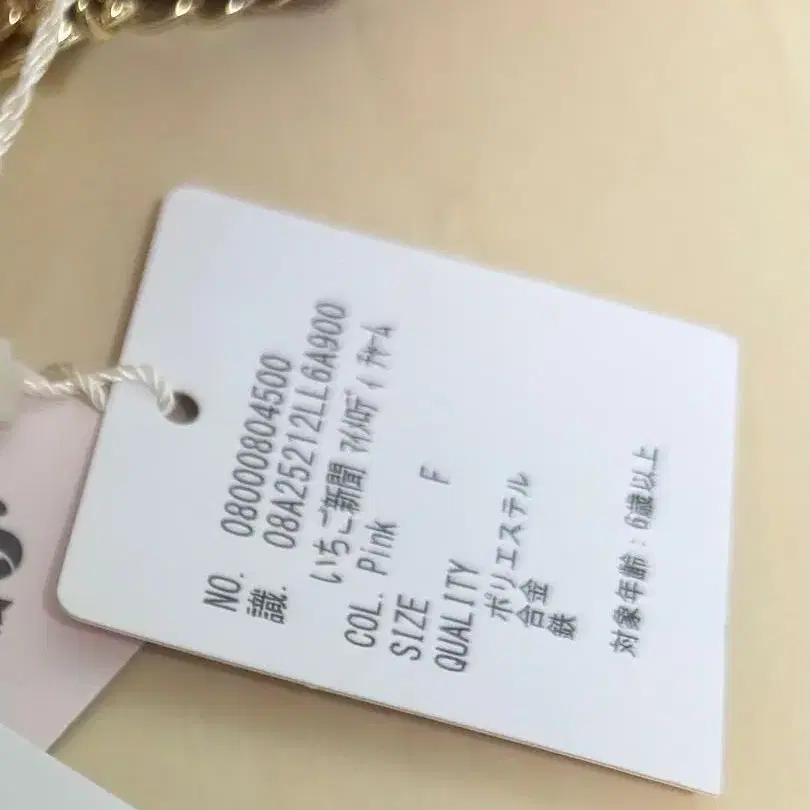 NO. 08000804500
識. 08A25212LLGA900
いちご新聞 ﾏｲﾒﾛﾃﾞｨ ﾁｬｰﾑ
COL. Pink
SIZE F
QUALITY
ポリエステル
合金
鉄
対象年齢：6歳以上